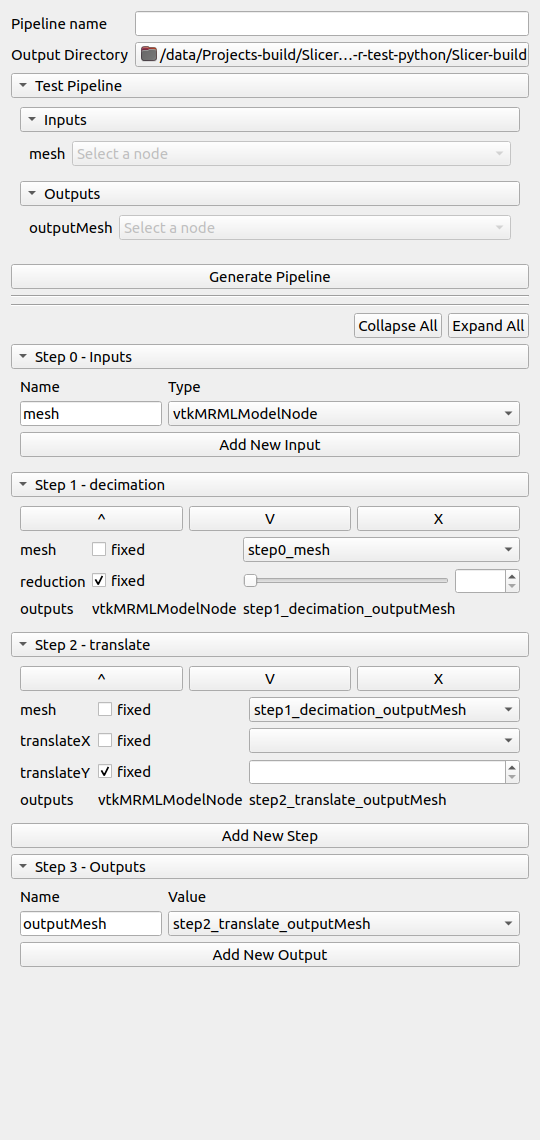 Pipeline name
Output Directory /data/Projects-build/Slicer...-r-test-python/Slicer-build
Test Pipeline
Inputs
mesh Select a node
Outputs
outputMesh Select a node
Generate Pipeline
Collapse All Expand All
Step 0 - Inputs
Name Type
mesh vtkMRMLModelNode
Add New Input
Step 1 - decimation
^ V X
mesh fixed step0_mesh
reduction fixed
outputs vtkMRMLModelNode step1_decimation_outputMesh
Step 2 - translate
^ V X
mesh fixed step1_decimation_outputMesh
translateX fixed
translateY fixed
outputs vtkMRMLModelNode step2_translate_outputMesh
Add New Step
Step 3 - Outputs
Name Value
outputMesh step2_translate_outputMesh
Add New Output